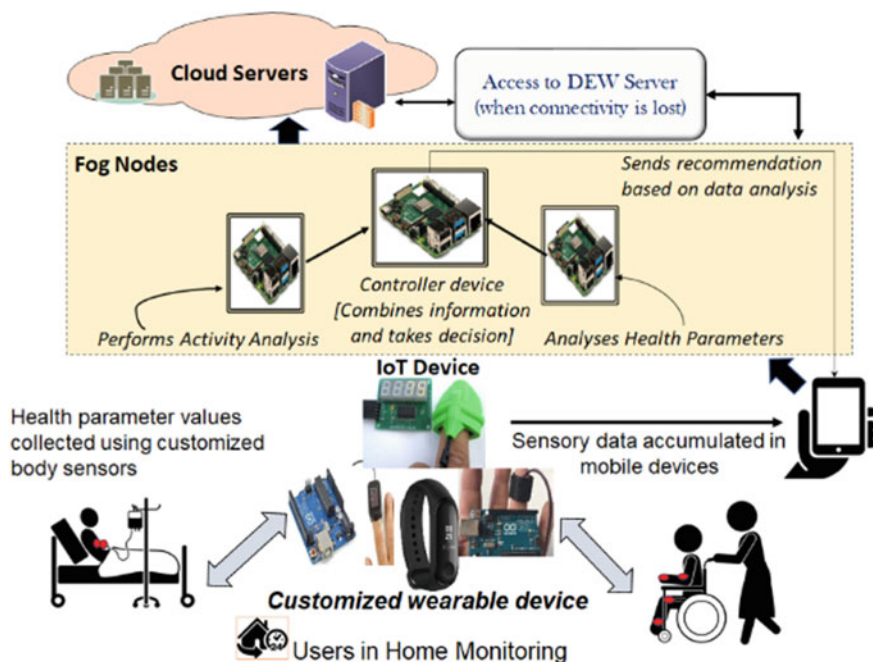 Cloud Servers
Access to DEW Server
(when connectivity is lost)
Fog Nodes
Sends recommendation
based on data analysis
Controller device
[Combines information
and takes decision]
Performs Activity Analysis
Analyses Health Parameters
IoT Device
Health parameter values
collected using customized
body sensors
Sensory data accumulated in
mobile devices
Customized wearable device
24
Users in Home Monitoring